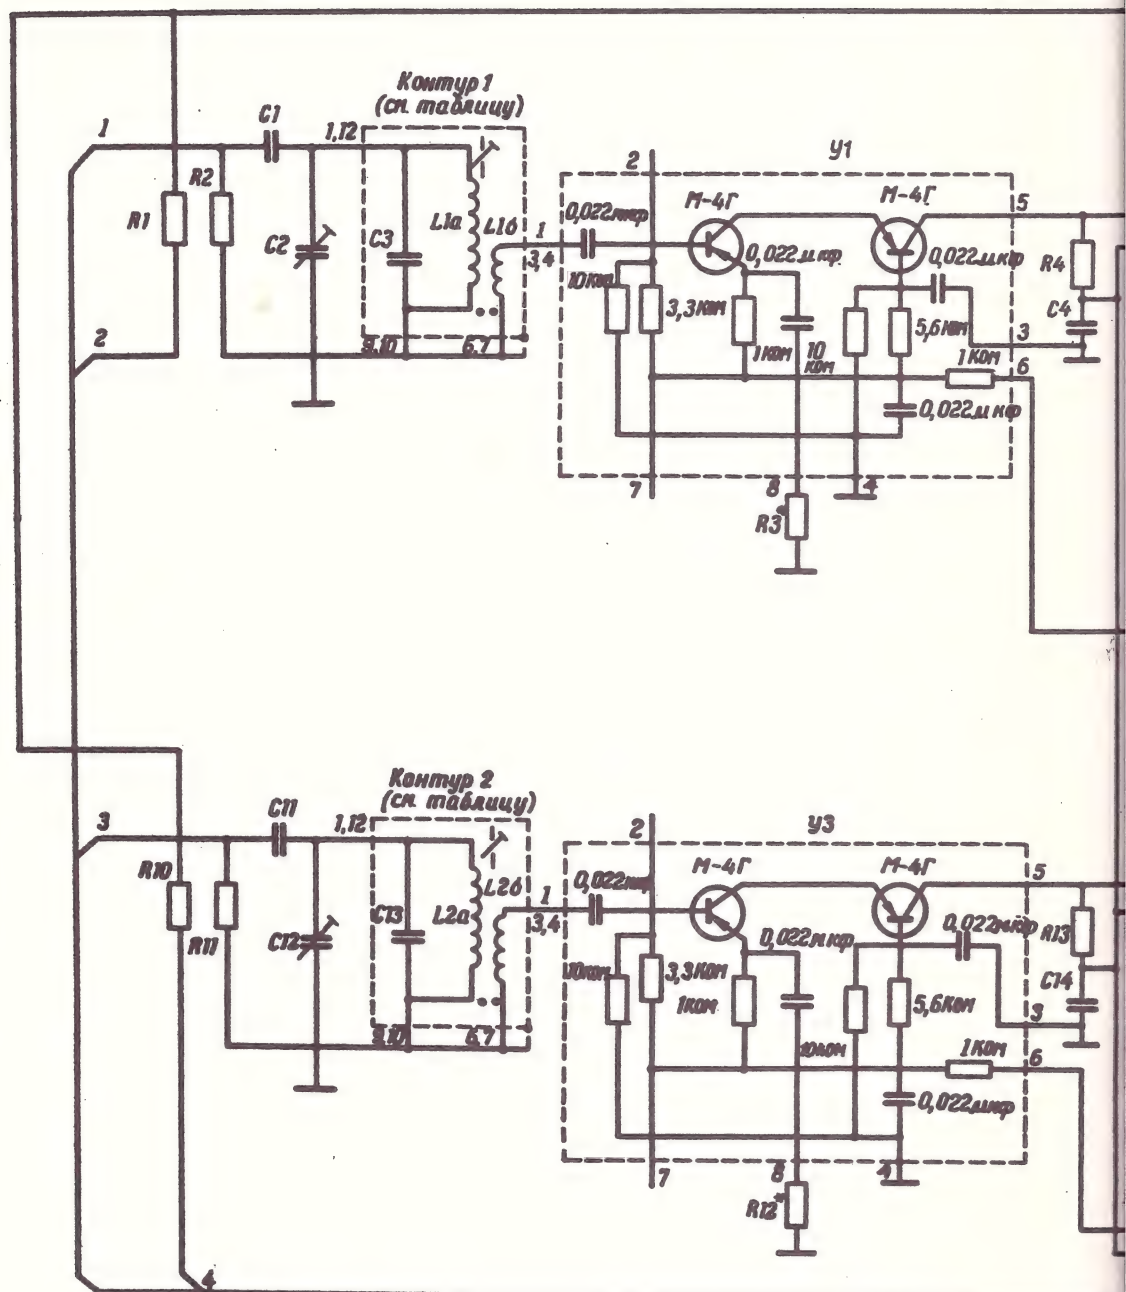 Контур 1
(см. таблицу)
C1
1
1,12
У1
2
R2
М-4Г
М-4Г
5
0,022мкф
R1
L1а
L1б
1
C2
C3
3,4
0,022мкф
0,022мкф
R4
10ком
3,3ком
C4
5,6ком
3
2
9,10
6,7
1ком
10
ком
1ком
6
0,022мкф
7
8
4
R3*
Контур 2
(см. таблицу)
C11
3
1,12
2
У3
М-4Г
М-4Г
5
R10
L2б
0,022мкф
1
C13
L2а
3,4
R11
C12
0,022мкф
0,022мкф
R13
10ком
3,3ком
C14
1ком
5,6ком
3
9,10
6,7
10ком
1ком
6
0,022мкф
7
8
4
R12*
4